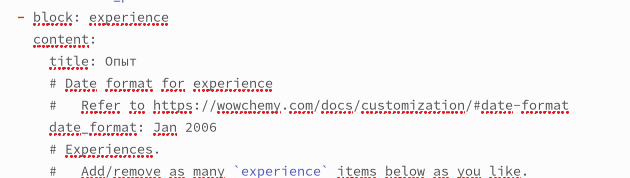 - block: experience
content:
title: Опыт
# Date format for experience
# Refer to https://wowchemy.com/docs/customization/#date-format
date_format: Jan 2006
# Experiences.
# Add/remove as many `experience` items below as you like.